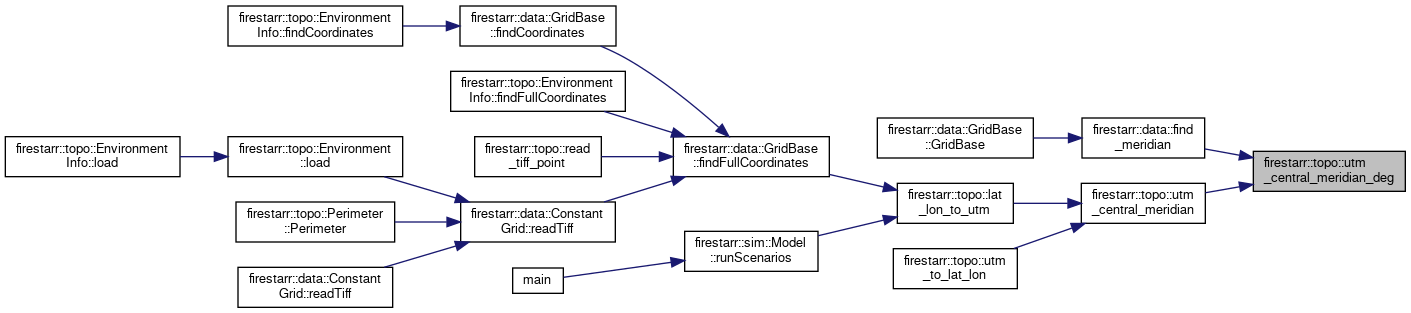 firestarr::topo::Environment
Info::findCoordinates
firestarr::data::GridBase
::findCoordinates
firestarr::topo::Environment
Info::findFullCoordinates
firestarr::topo::Environment
Info::load
firestarr::topo::Environment
::load
firestarr::topo::read
_tiff_point
firestarr::data::GridBase
::findFullCoordinates
firestarr::data::GridBase
::GridBase
firestarr::data::find
_meridian
firestarr::topo::utm
_central_meridian_deg
firestarr::topo::Perimeter
::Perimeter
firestarr::data::Constant
Grid::readTiff
firestarr::topo::lat
_lon_to_utm
firestarr::topo::utm
_central_meridian
firestarr::data::Constant
Grid::readTiff
main
firestarr::sim::Model
::runScenarios
firestarr::topo::utm
_to_lat_lon